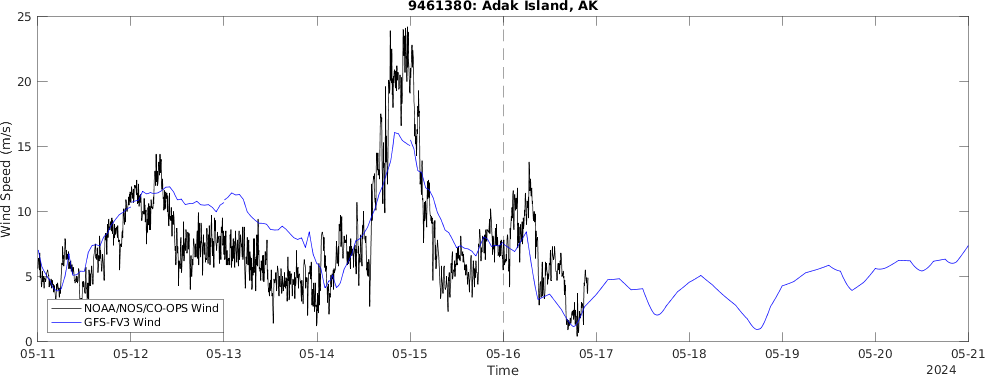 9461380: Adak Island, AK
25
20
15
10
5
0
Wind Speed (m/s)
NOAA/NOS/CO-OPS Wind
GFS-FV3 Wind
05-11 05-12 05-13 05-14 05-15 05-16 05-17 05-18 05-19 05-20 05-21
Time
2024